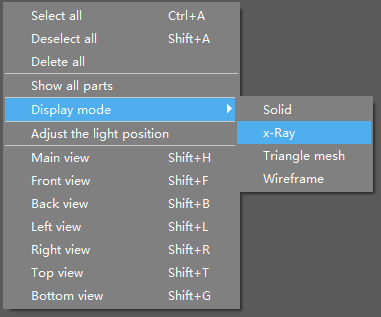 Select all Ctrl+A
Deselect all Shift+A
Delete all
Show all parts
Display mode
Adjust the light position
Main view Shift+H
Front view Shift+F
Back view Shift+B
Left view Shift+L
Right view Shift+R
Top view Shift+T
Bottom view Shift+G
Solid
x-Ray
Triangle mesh
Wireframe